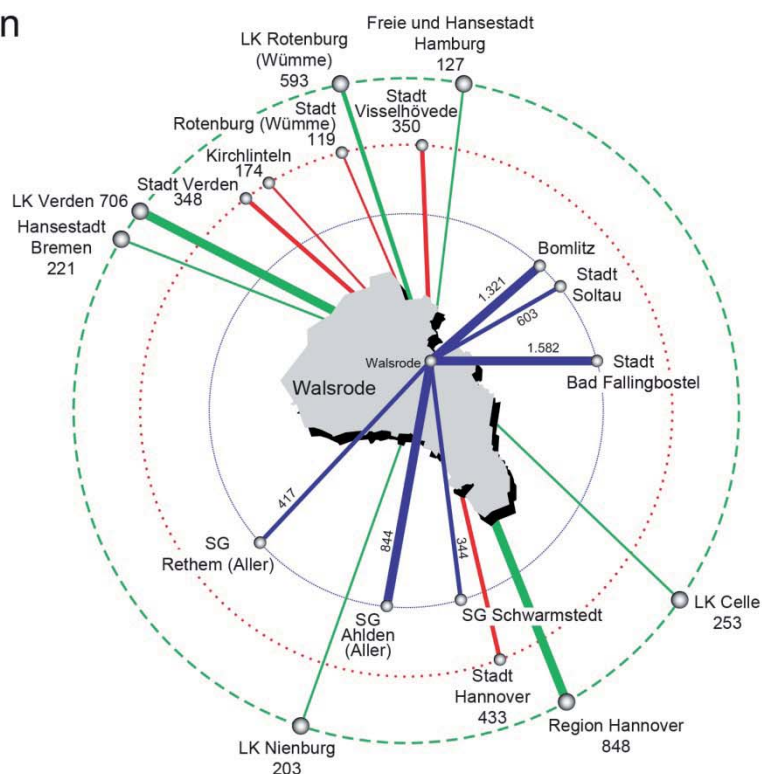 n
Freie und Hansestadt
Hamburg
127
LK Rotenburg
(Wümme)
593
Stadt
Visselhövede
350
Stadt
Rotenburg (Wümme)
119
Kirchlinteln
174
Stadt Verden
348
LK Verden 706
Hansestadt
Bremen
221
Bomlitz
1.321
Stadt
Soltau
603
1.582
Stadt
Bad Fallingbostel
Walsrode
Walsrode
417
SG
Rethem (Aller)
844
SG
Ahlden
(Aller)
344
SG Schwarmstedt
LK Celle
253
Stadt
Hannover
433
Region Hannover
848
LK Nienburg
203